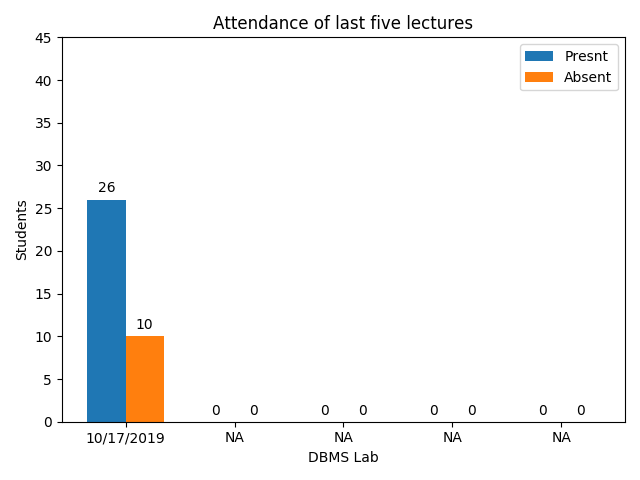 Attendance of last five lectures
45
40
35
30
25
20
15
10
5
0
Students
Presnt
Absent
26
10
0 0 0 0 0 0 0 0
10/17/2019 NA NA NA NA
DBMS Lab